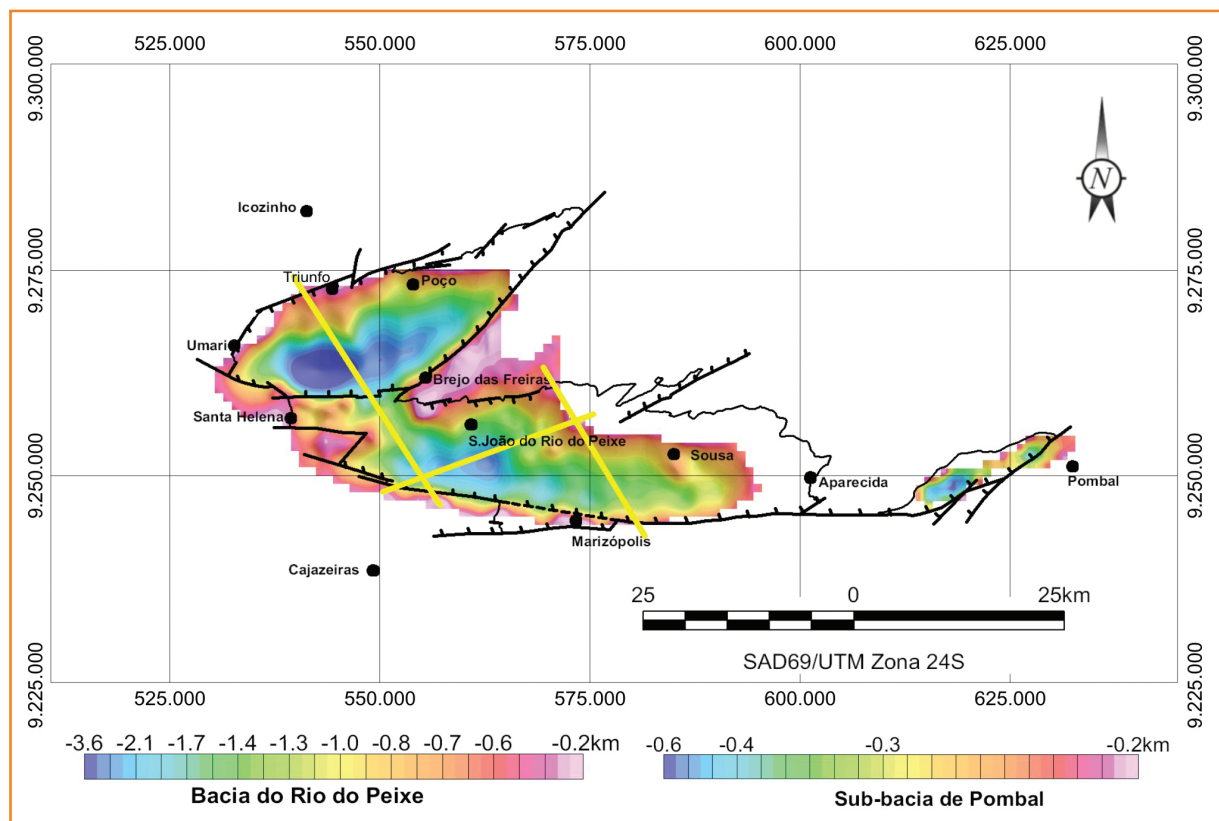 525.000 550.000 575.000 600.000 625.000
9.300.000 9.300.000
N
Icozinho
9.275.000 9.275.000
Triunfo
Poço
Umari
Brejo das Freiras
Santa Helena
S.João do Rio do Peixe
Sousa
9.250.000 9.250.000
Aparecida
Pombal
Marizópolis
Cajazeiras
25 0 25km
SAD69/UTM Zona 24S
9.225.000 9.225.000
525.000 550.000 575.000 600.000 625.000
-3.6 -2.1 -1.7 -1.4 -1.3 -1.0 -0.8 -0.7 -0.6 -0.2km
Bacia do Rio do Peixe
-0.6 -0.4 -0.3 -0.2km
Sub-bacia de Pombal